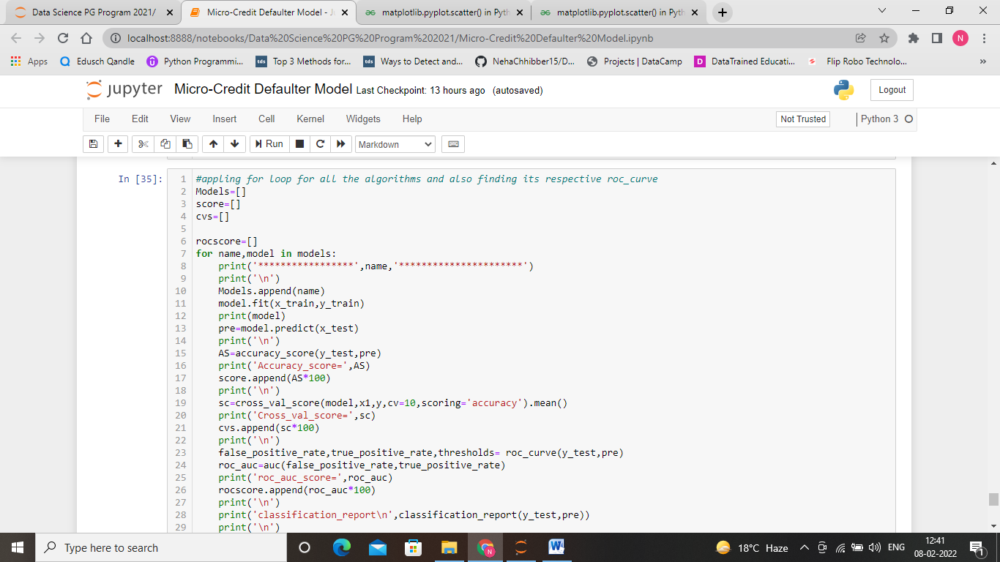 Data Science PG Program 2021/
Micro-Credit Defaulter Model - J
matplotlib.pyplot.scatter() in Pyth
matplotlib.pyplot.scatter() in Pyth
localhost:8888/notebooks/Data%20Science%20PG%20Program%202021/Micro-Credit%20Defaulter%20Model.ipynb
N
Apps
Edusch Qandle
Python Programmi...
tds
Top 3 Methods for...
tds
Ways to Detect and...
NehaChhibber15/D...
Projects | DataCamp
D
DataTrained Educati...
Flip Robo Technolo...
»
jupyter Micro-Credit Defaulter Model Last Checkpoint: 13 hours ago (autosaved)
Logout
File Edit View Insert Cell Kernel Widgets Help
Not Trusted
Python 3
Run
Markdown
In [35]:
1 #appling for loop for all the algorithms and also finding its respective roc_curve
2 Models=[]
3 score=[]
4 cvs=[]
5
6 rocscore=[]
7 for name,model in models:
8 print('*****************',name,'**********************')
9 print('\n')
10 Models.append(name)
11 model.fit(x_train,y_train)
12 print(model)
13 pre=model.predict(x_test)
14 print('\n')
15 AS=accuracy_score(y_test,pre)
16 print('Accuracy_score=',AS)
17 score.append(AS*100)
18 print('\n')
19 sc=cross_val_score(model,x1,y,cv=10,scoring='accuracy').mean()
20 print('Cross_val_score=',sc)
21 cvs.append(sc*100)
22 print('\n')
23 false_positive_rate,true_positive_rate,thresholds= roc_curve(y_test,pre)
24 roc_auc=auc(false_positive_rate,true_positive_rate)
25 print('roc_auc_score=',roc_auc)
26 rocscore.append(roc_auc*100)
27 print('\n')
28 print('classification_report\n',classification_report(y_test,pre))
29 print('\n')
Type here to search
N
W
18°C Haze
ENG
12:41
08-02-2022
1